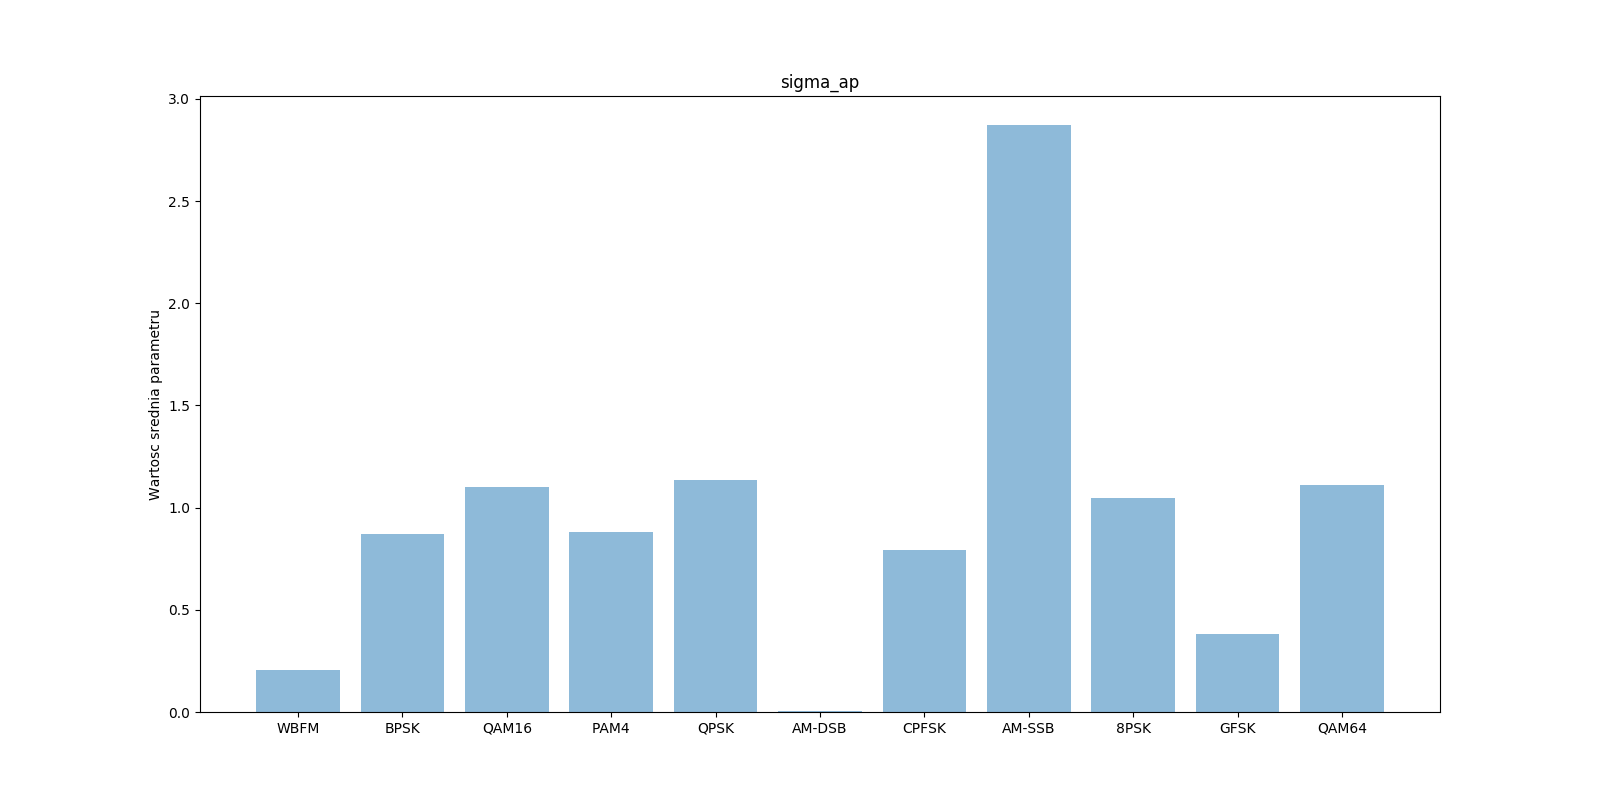 sigma_ap
3.0
2.5
2.0
1.5
1.0
0.5
0.0
Wartosc srednia parametru
WBFM BPSK QAM16 PAM4 QPSK AM-DSB CPFSK AM-SSB 8PSK GFSK QAM64